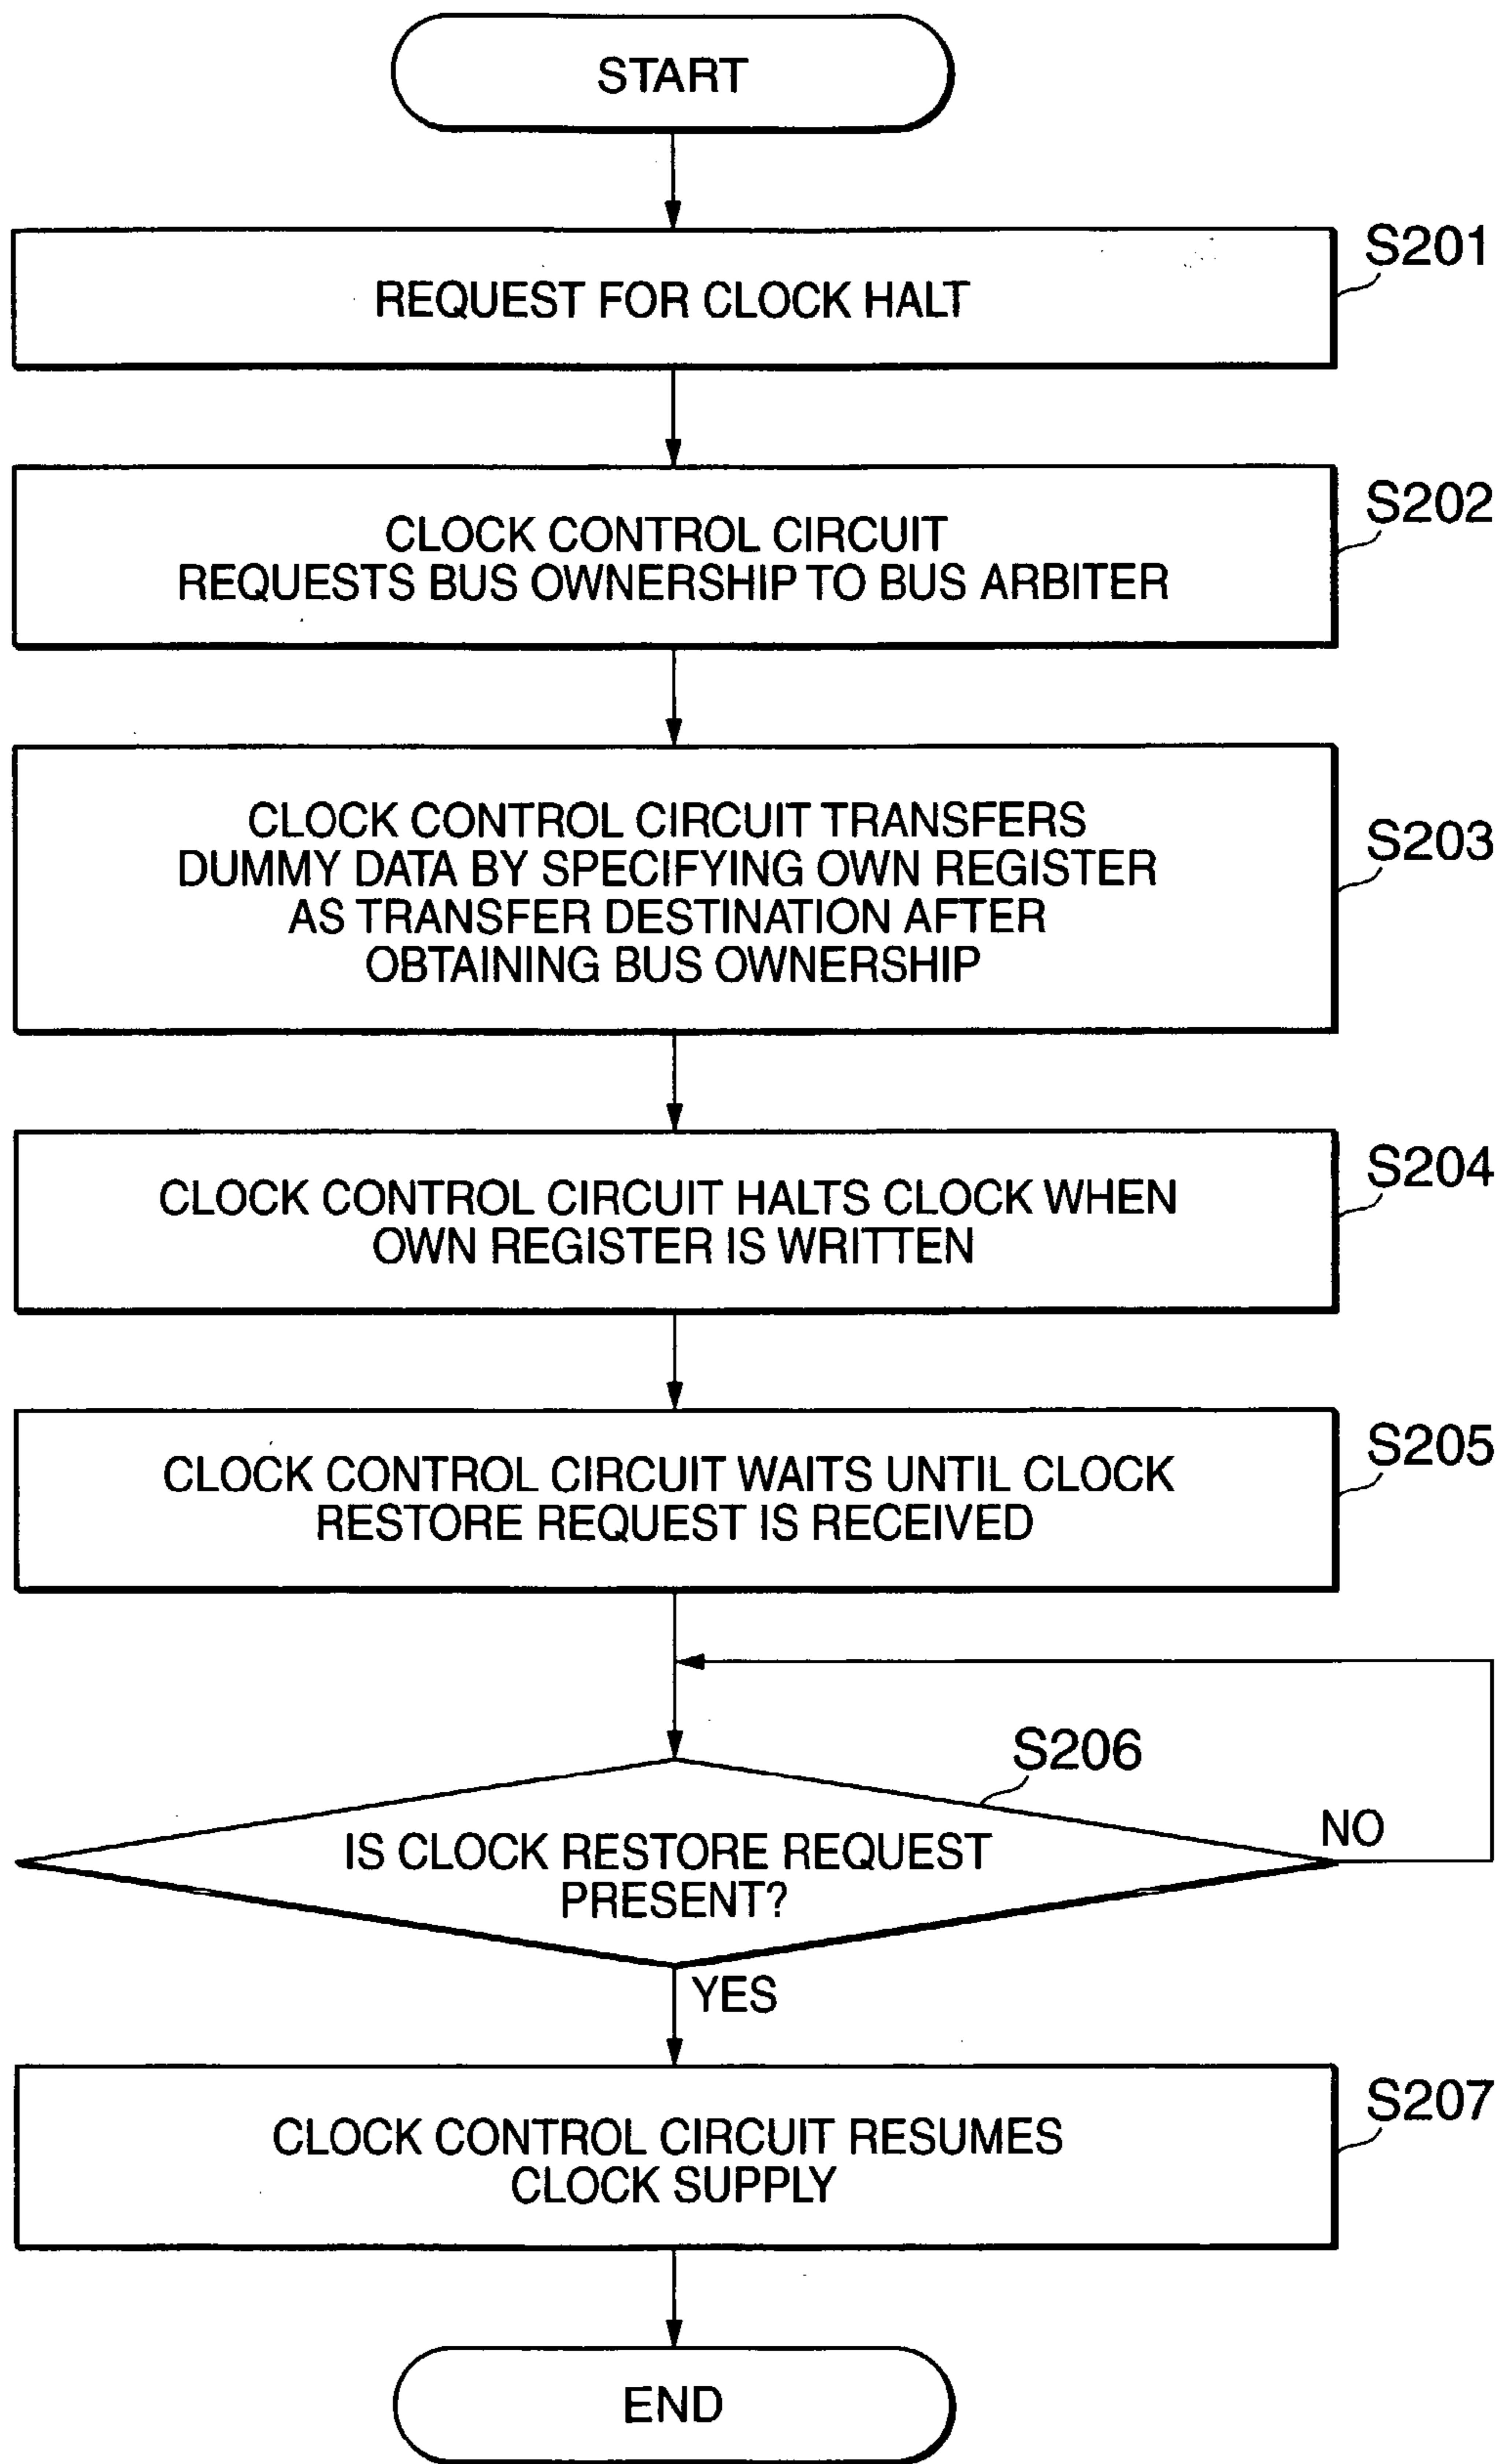 START
S201
REQUEST FOR CLOCK HALT
S202
CLOCK CONTROL CIRCUIT
REQUESTS BUS OWNERSHIP TO BUS ARBITER
S203
CLOCK CONTROL CIRCUIT TRANSFERS
DUMMY DATA BY SPECIFYING OWN REGISTER
AS TRANSFER DESTINATION AFTER
OBTAINING BUS OWNERSHIP
S204
CLOCK CONTROL CIRCUIT HALTS CLOCK WHEN
OWN REGISTER IS WRITTEN
S205
CLOCK CONTROL CIRCUIT WAITS UNTIL CLOCK
RESTORE REQUEST IS RECEIVED
S206
IS CLOCK RESTORE REQUEST
PRESENT?
NO
YES
S207
CLOCK CONTROL CIRCUIT RESUMES
CLOCK SUPPLY
END